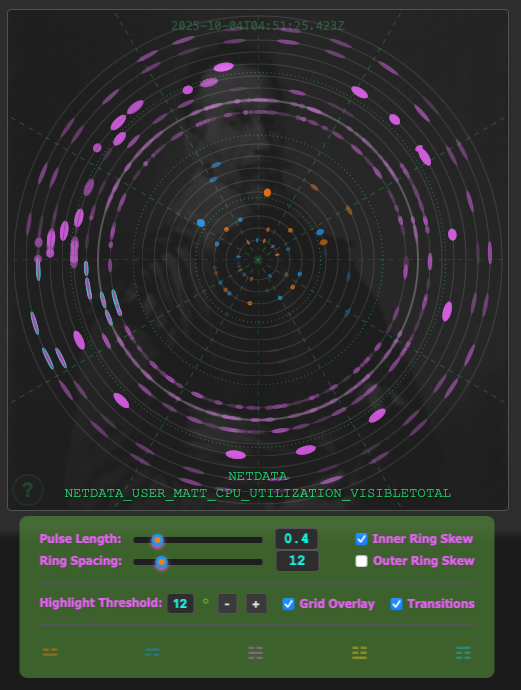 2025-10-04T04:51:25.423Z
NETDATA
NETDATA_USER_MATT_CPU_UTILIZATION_VISIBLETOTAL
?
Pulse Length: 0.4 Inner Ring Skew
Ring Spacing: 12 Outer Ring Skew
Highlight Threshold: 12 ° - + Grid Overlay Transitions